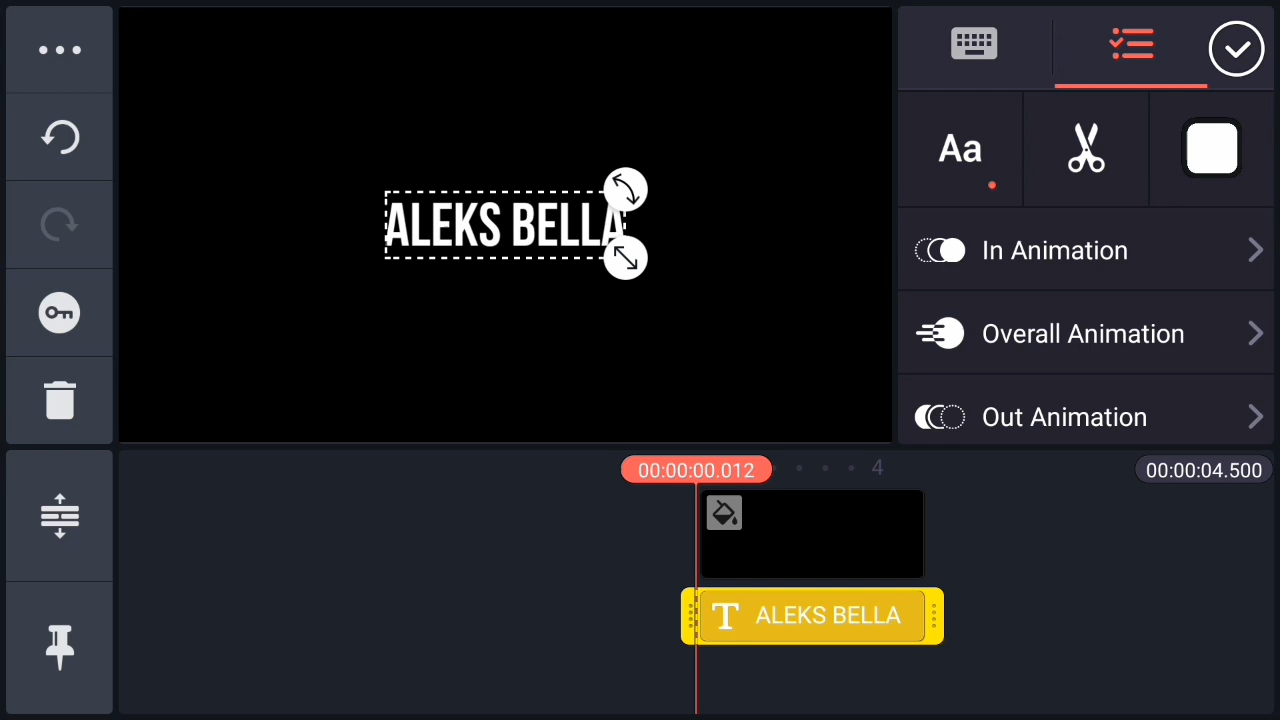 ALEKS BELLA
Aa
In Animation
Overall Animation
Out Animation
00:00:00.012
4
00:00:04.500
T ALEKS BELLA